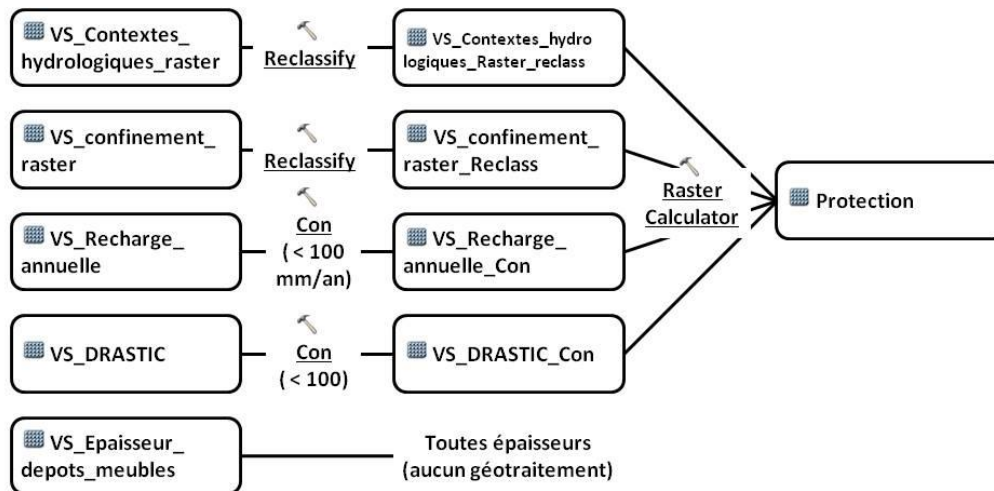 VS_Contextes_
hydrologiques_raster
Reclassify
VS_Contextes_hydro
logiques_Raster_reclass
VS_confinement_
raster
Reclassify
VS_confinement_
raster_Reclass
Raster
Calculator
Protection
VS_Recharge_
annuelle
Con
( < 100
mm/an)
VS_Recharge_
annuelle_Con
VS_DRASTIC
Con
( < 100)
VS_DRASTIC_Con
VS_Epaisseur_
depots_meubles
Toutes épaisseurs
(aucun géotraitement)